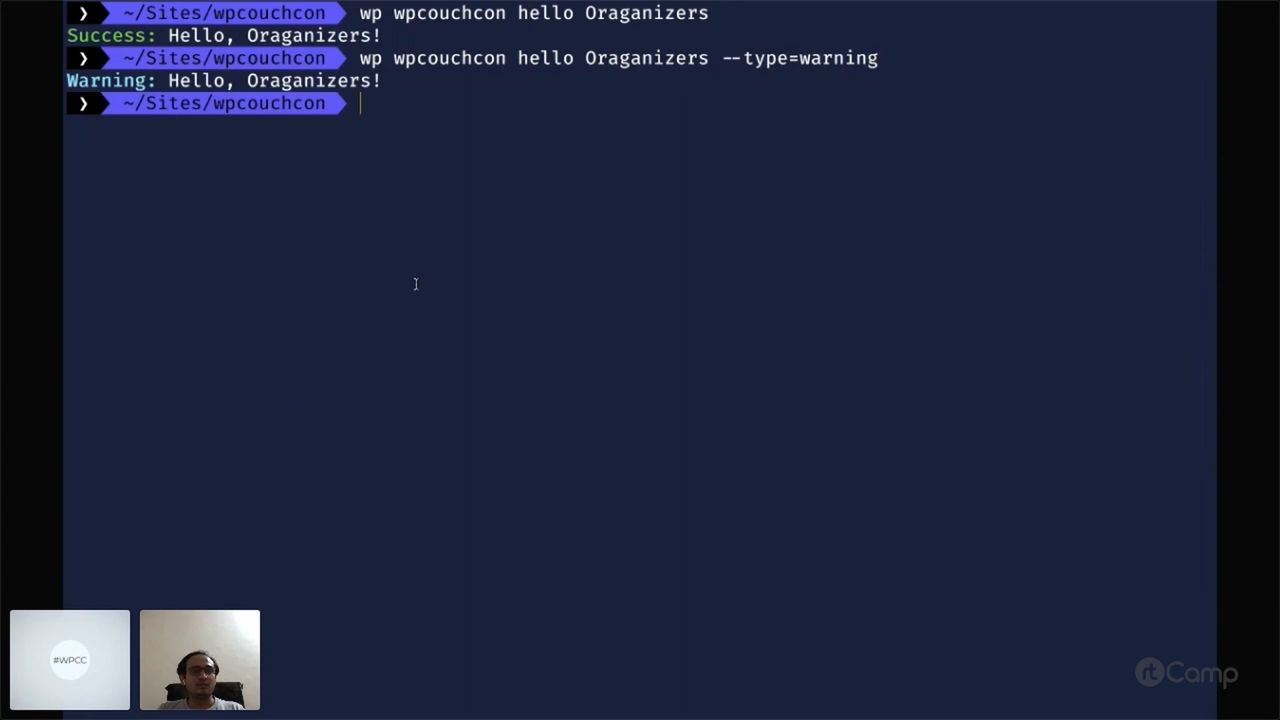 ❯ ~/Sites/wpcouchcon wp wpcouchcon hello Oraganizers
Success: Hello, Oraganizers!
❯ ~/Sites/wpcouchcon wp wpcouchcon hello Oraganizers --type=warning
Warning: Hello, Oraganizers!
❯ ~/Sites/wpcouchcon
#WPCC
rtCamp